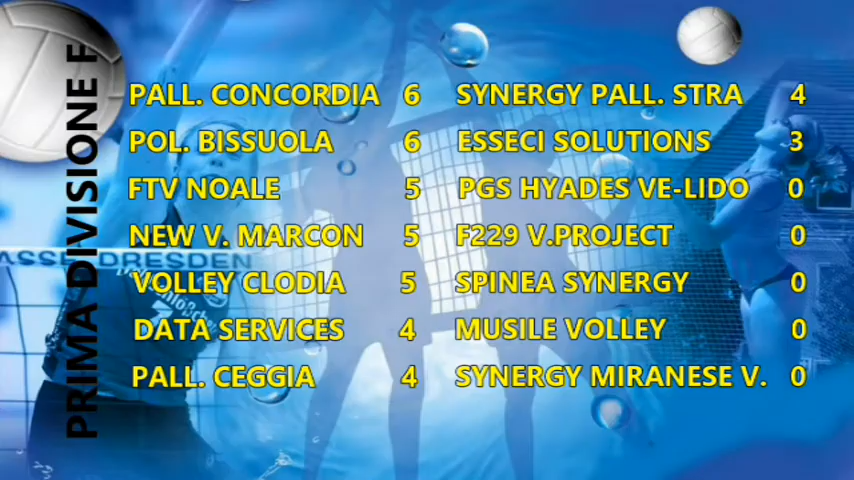 PRIMA DIVISIONE F
PALL. CONCORDIA 6
POL. BISSUOLA 6
FTV NOALE 5
NEW V. MARCON 5
VOLLEY CLODIA 5
DATA SERVICES 4
PALL. CEGGIA 4
SYNERGY PALL. STRA 4
ESSECI SOLUTIONS 3
PGS HYADES VE-LIDO 0
F229 V.PROJECT 0
SPINEA SYNERGY 0
MUSILE VOLLEY 0
SYNERGY MIRANESE V. 0
DRESDEN